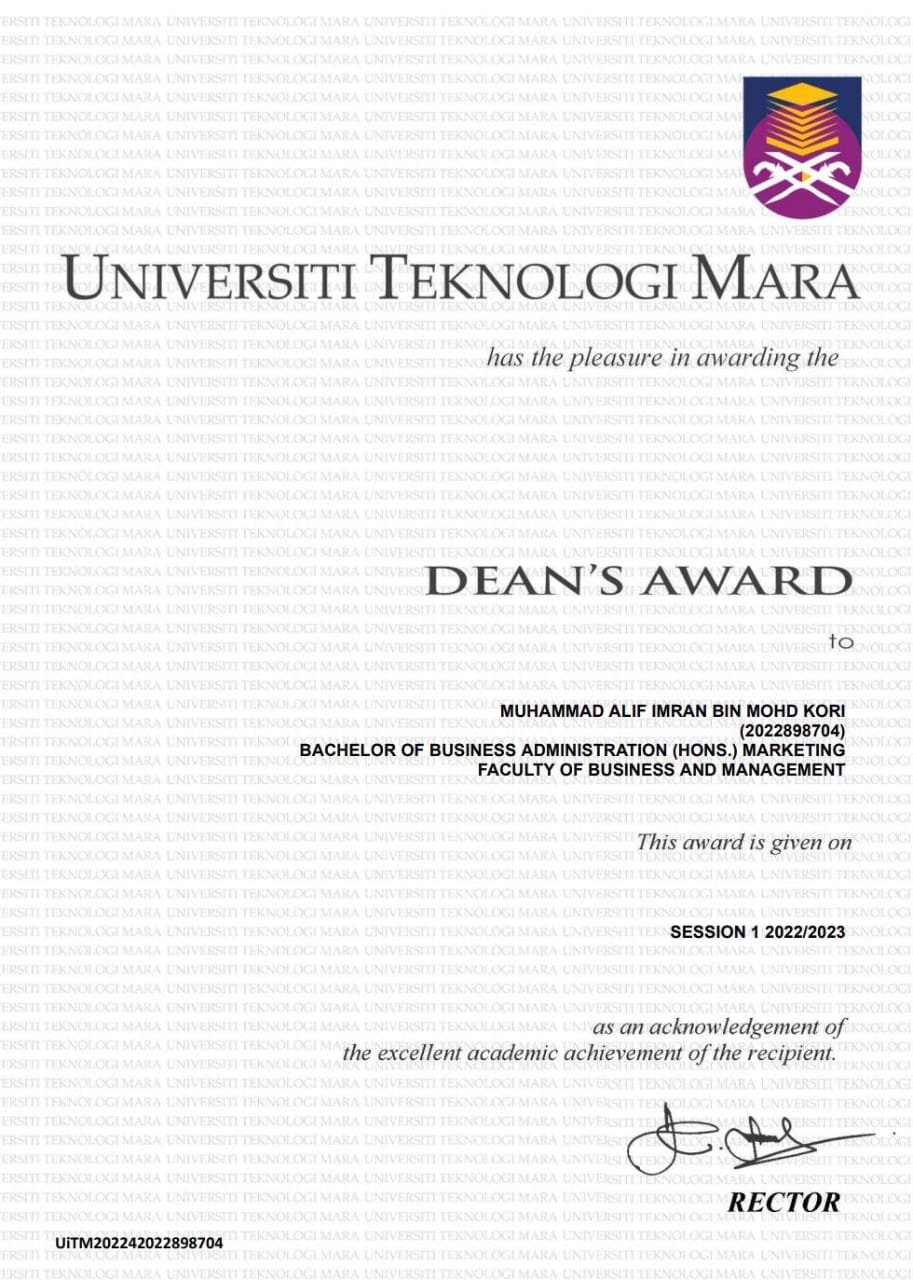 UNIVERSITI TEKNOLOGI MARA
has the pleasure in awarding the
DEAN'S AWARD
to
MUHAMMAD ALIF IMRAN BIN MOHD KORI
(2022898704)
BACHELOR OF BUSINESS ADMINISTRATION (HONS.) MARKETING
FACULTY OF BUSINESS AND MANAGEMENT
This award is given on
SESSION 1 2022/2023
as an acknowledgement of
the excellent academic achievement of the recipient.
RECTOR
UiTM202242022898704